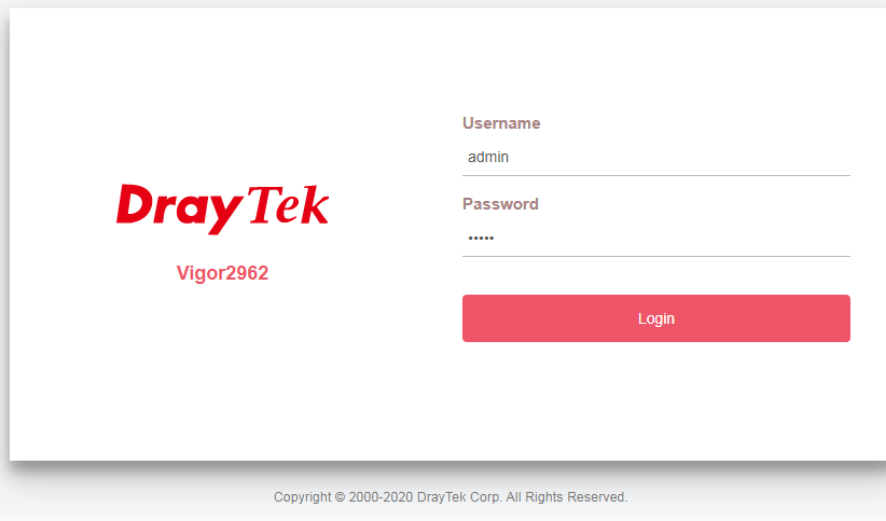 DrayTek
Vigor2962
Username
admin
Password
•••••
Login
Copyright © 2000-2020 DrayTek Corp. All Rights Reserved.